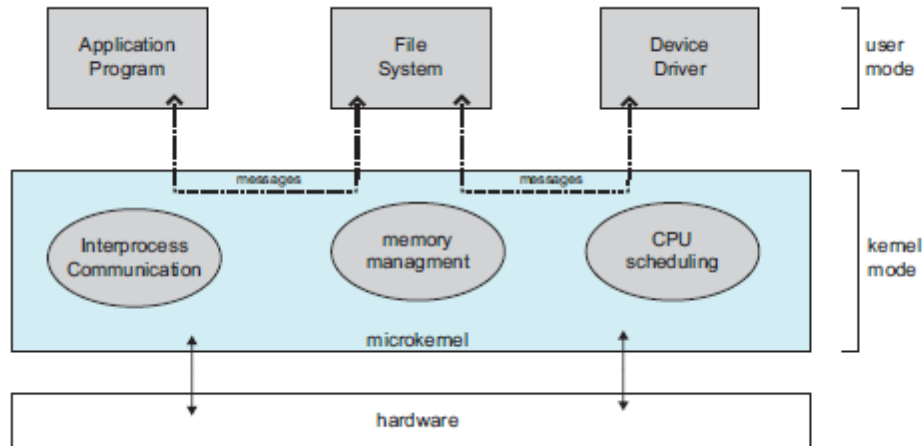 Application
Program
File
System
Device
Driver
user
mode
messages
messages
Interprocess
Communication
memory
managment
CPU
scheduling
kernel
mode
microkernel
hardware